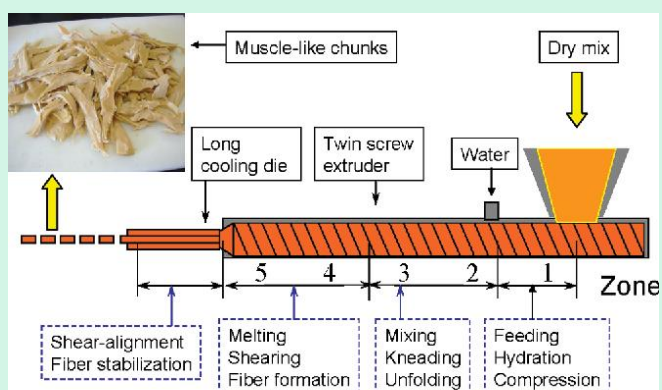 Muscle-like chunks
Dry mix
Long
cooling die
Twin screw
extruder
Water
5 4 3 2 1
Zone
Shear-alignment
Fiber stabilization
Melting
Shearing
Fiber formation
Mixing
Kneading
Unfolding
Feeding
Hydration
Compression